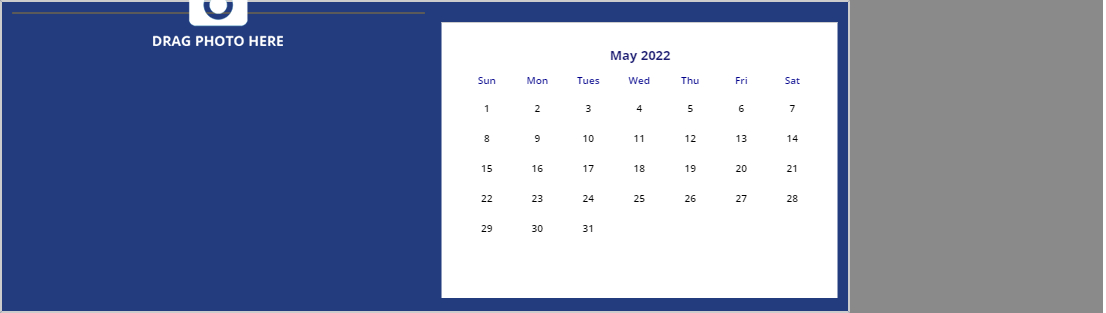 DRAG PHOTO HERE
May 2022
Sun Mon Tues Wed Thu Fri Sat
1 2 3 4 5 6 7
8 9 10 11 12 13 14
15 16 17 18 19 20 21
22 23 24 25 26 27 28
29 30 31